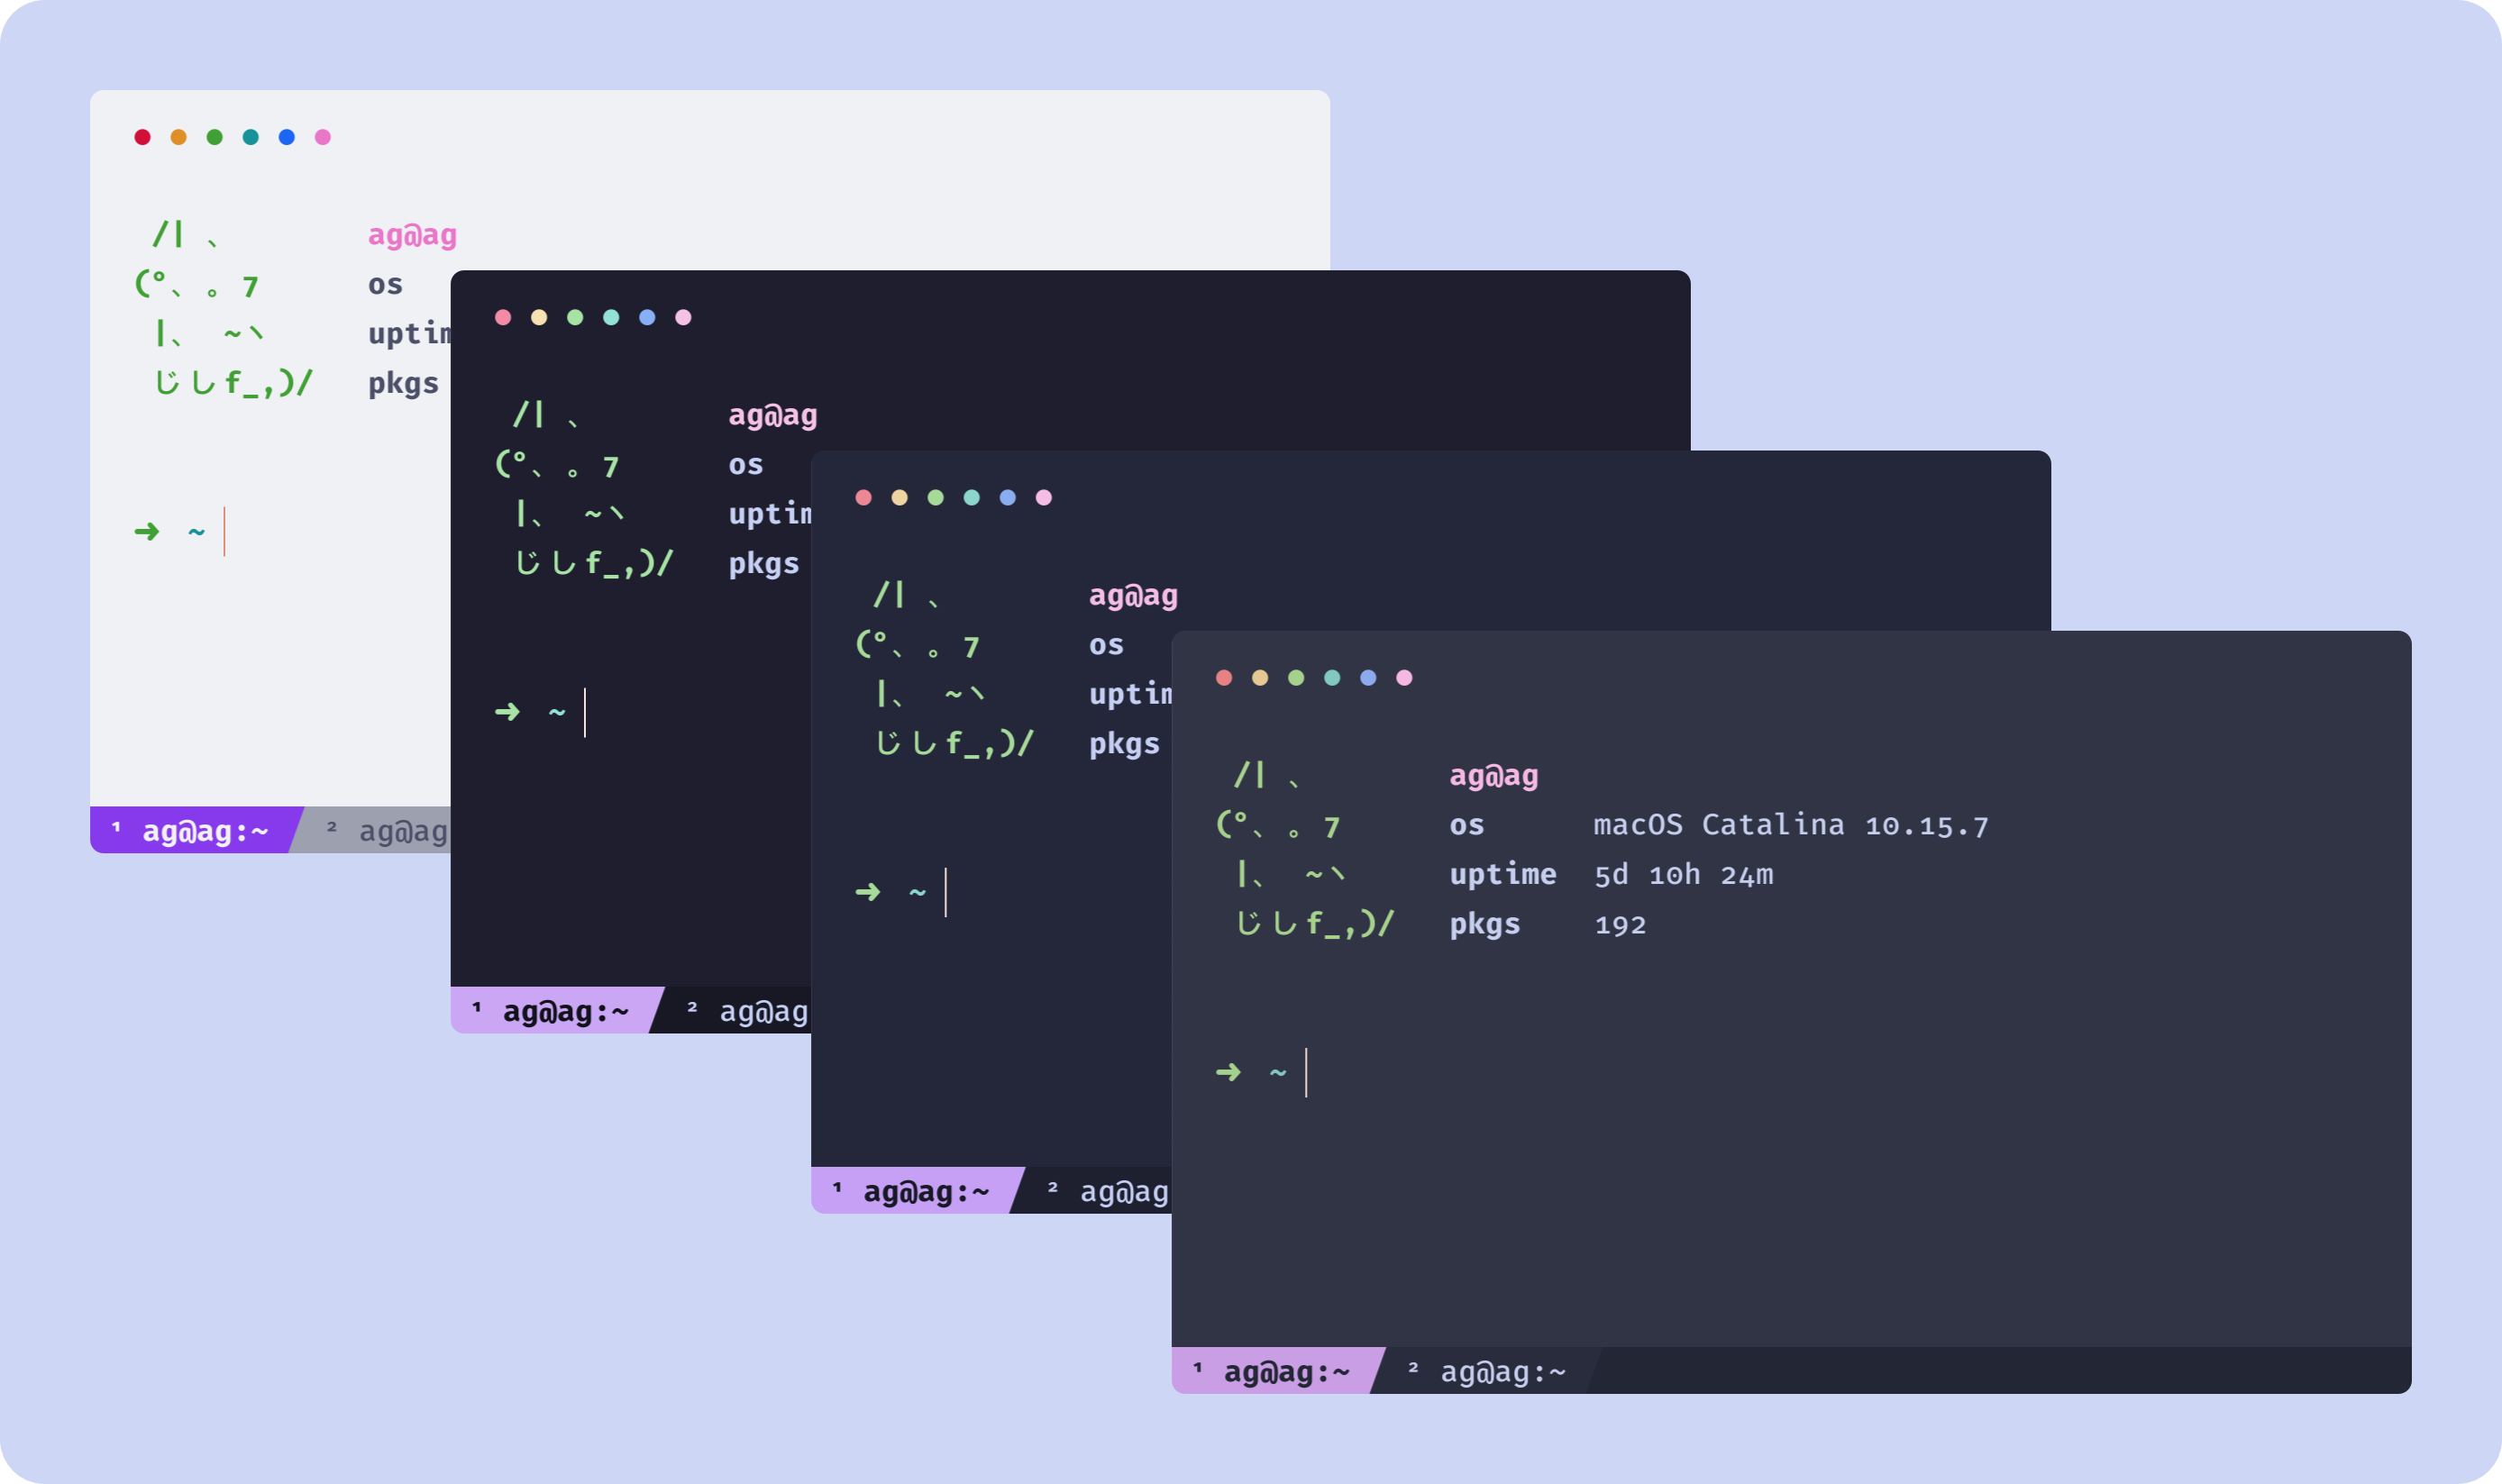 /| 、 ag@ag
(°、 。7 os
|、 ~ヽ uptim
じしf_,)/ pkgs
➜ ~
¹ ag@ag:~ ² ag@ag
/| 、 ag@ag
(°、 。7 os
|、 ~ヽ uptim
じしf_,)/ pkgs
➜ ~
¹ ag@ag:~ ² ag@ag
/| 、 ag@ag
(°、 。7 os
|、 ~ヽ uptim
じしf_,)/ pkgs
➜ ~
¹ ag@ag:~ ² ag@ag
/| 、 ag@ag
(°、 。7 os macOS Catalina 10.15.7
|、 ~ヽ uptime 5d 10h 24m
じしf_,)/ pkgs 192
➜ ~
¹ ag@ag:~ ² ag@ag:~